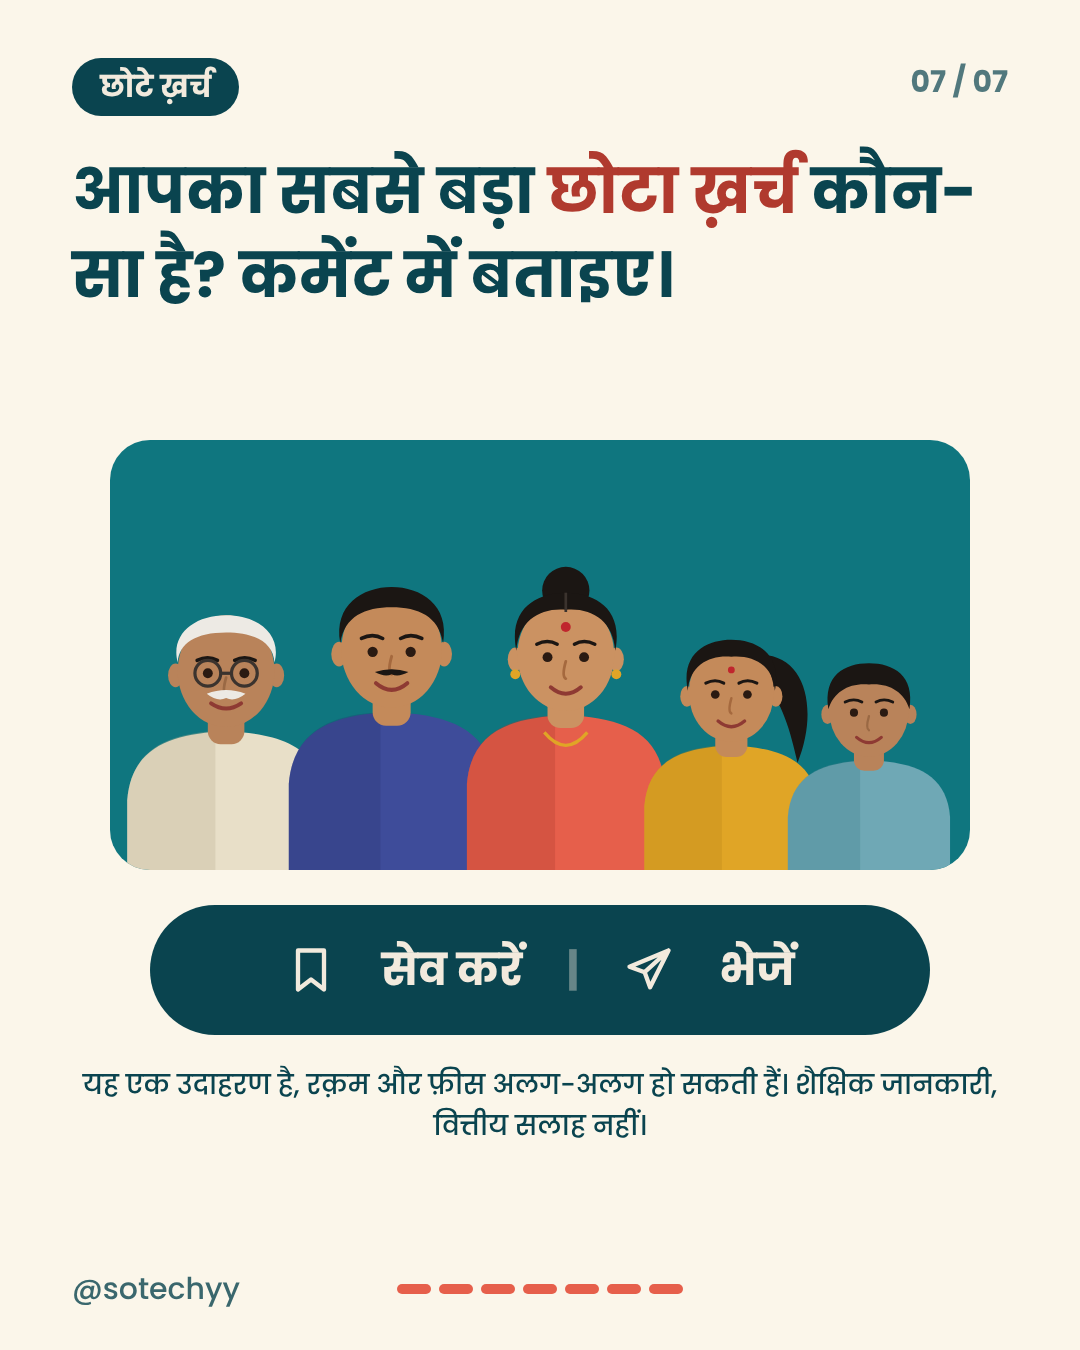 छोटे ख़र्च
07 / 07
आपका सबसे बड़ा छोटा ख़र्च कौन-
सा है? कमेंट में बताइए।
सेव करें | भेजें
यह एक उदाहरण है, रक़म और फ़ीस अलग-अलग हो सकती हैं। शैक्षिक जानकारी,
वित्तीय सलाह नहीं।
@sotechyy